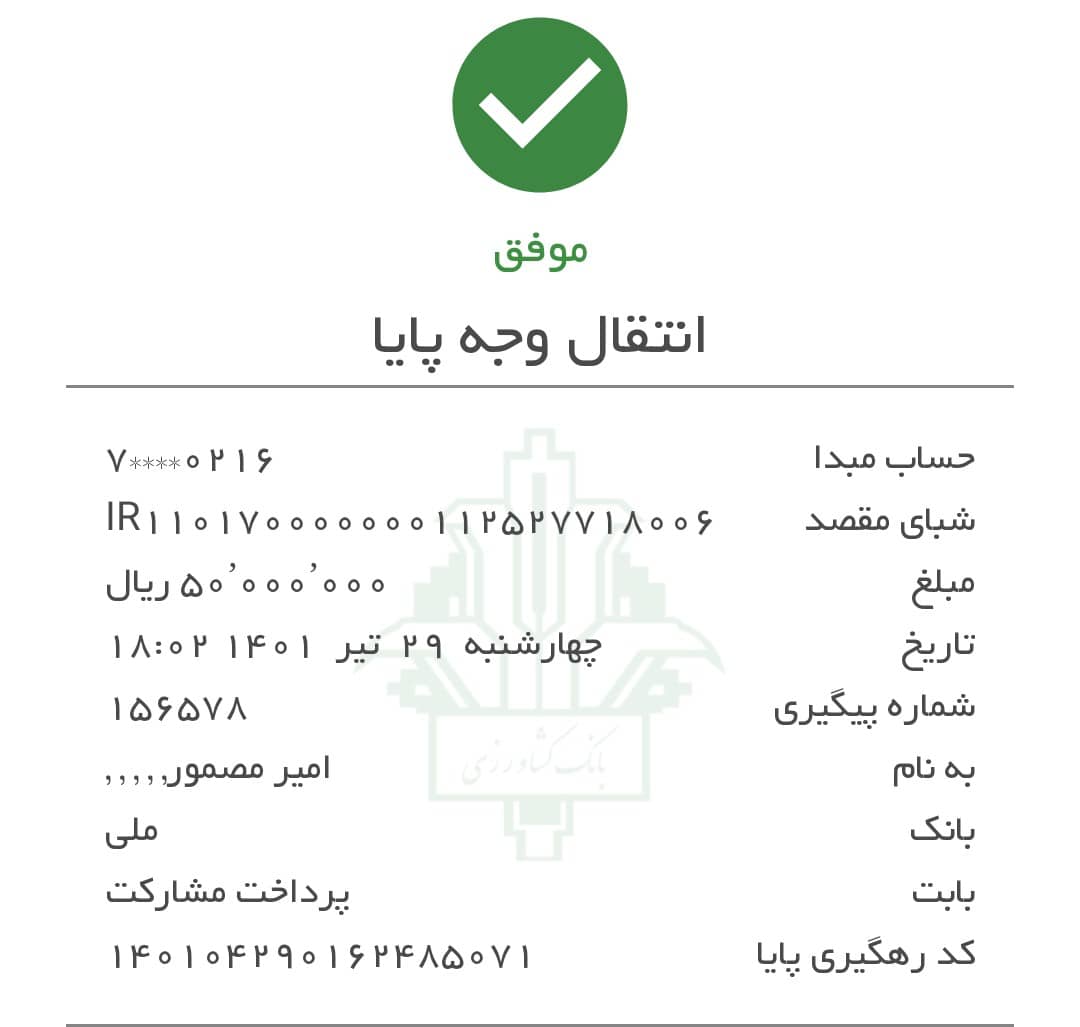 موفق
انتقال وجه پایا
حساب مبدا ۷****۰۲۱۶
شبای مقصد IR۱۱۰۱۷۰۰۰۰۰۰۰۱۱۲۵۲۷۷۱۸۰۰۶
مبلغ ۵۰٬۰۰۰٬۰۰۰ ریال
تاریخ چهارشنبه ۲۹ تیر ۱۴۰۱ ۱۸:۰۲
شماره پیگیری ۱۵۶۵۷۸
به نام امیر مصمور,,,,,
بانک کشاورزی
بانک ملی
بابت پرداخت مشارکت
کد رهگیری پایا ۱۴۰۱۰۴۲۹۰۱۶۲۴۸۵۰۷۱